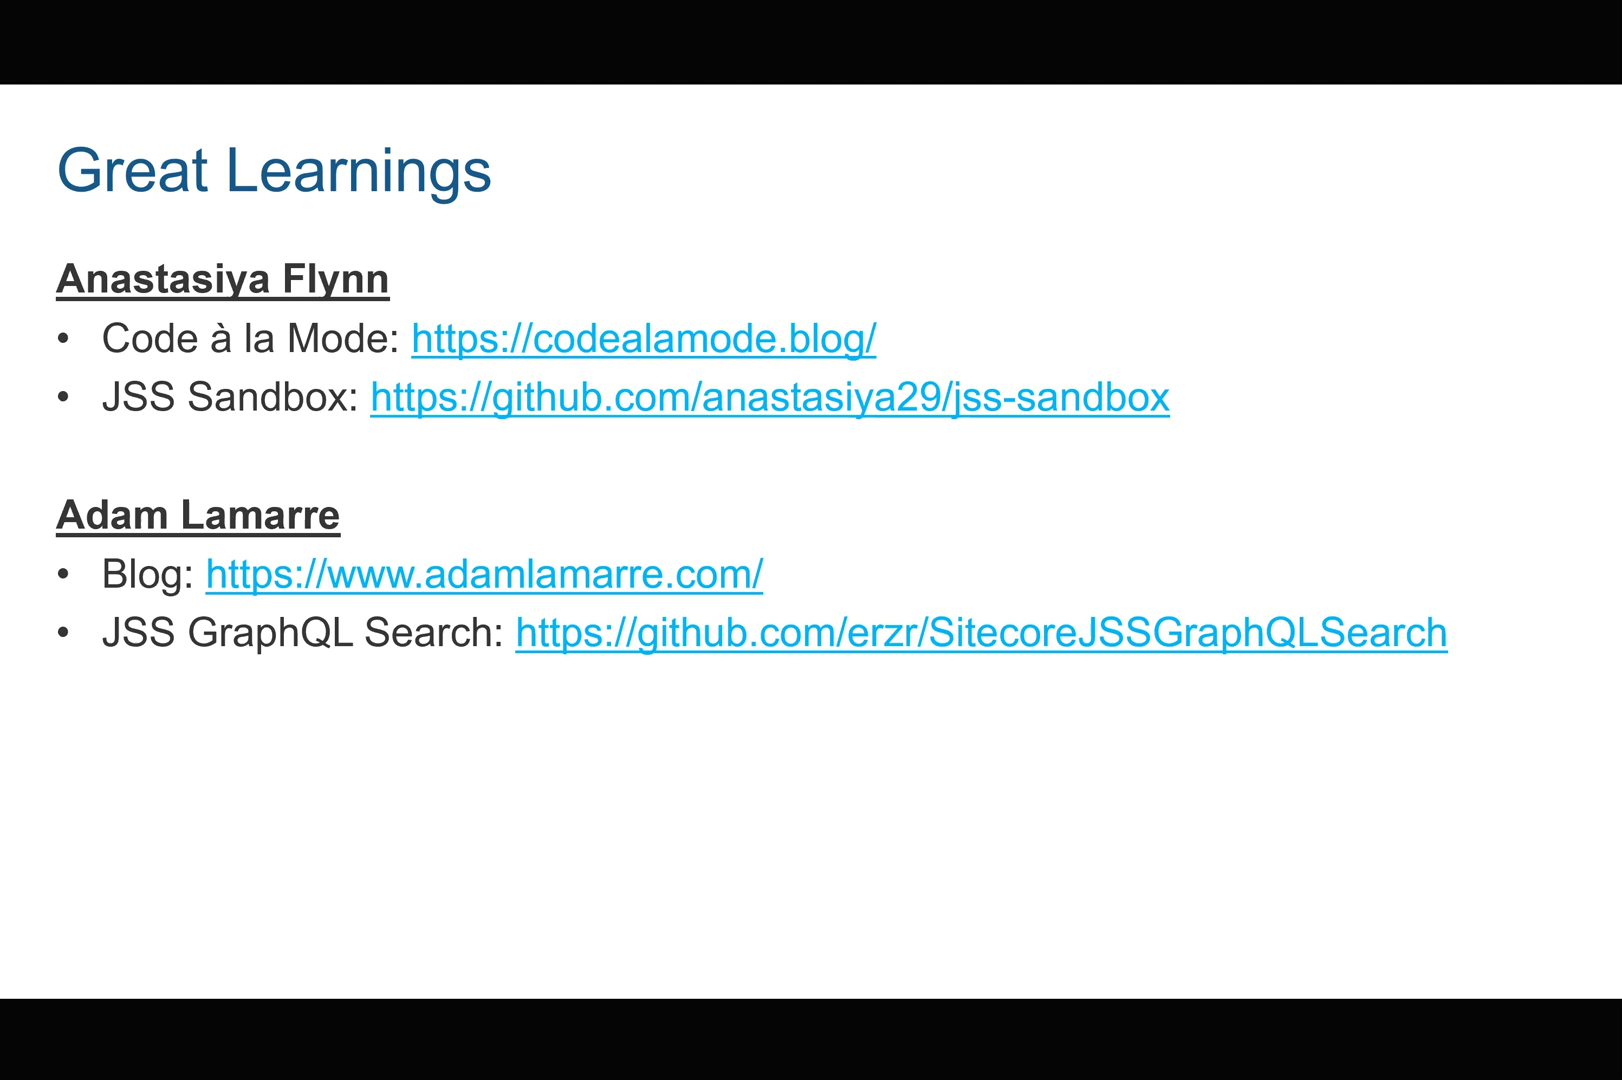 Great Learnings
Anastasiya Flynn
• Code à la Mode: https://codealamode.blog/
• JSS Sandbox: https://github.com/anastasiya29/jss-sandbox
Adam Lamarre
• Blog: https://www.adamlamarre.com/
• JSS GraphQL Search: https://github.com/erzr/SitecoreJSSGraphQLSearch